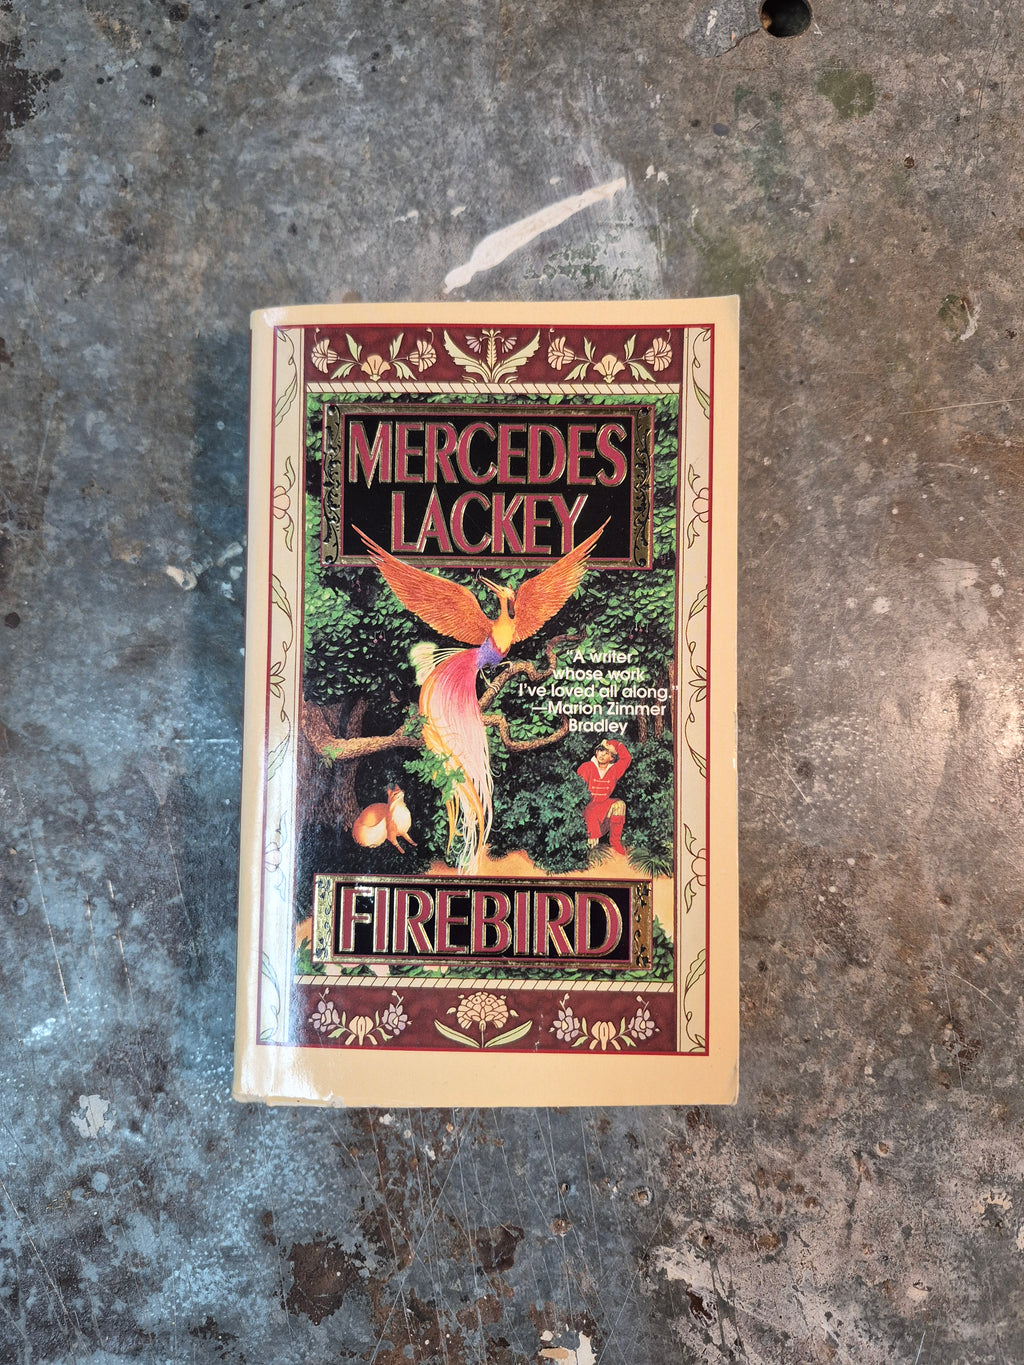 MERCEDES
LACKEY
"A writer
whose work
I've loved all along."
—Marion Zimmer
Bradley
FIREBIRD